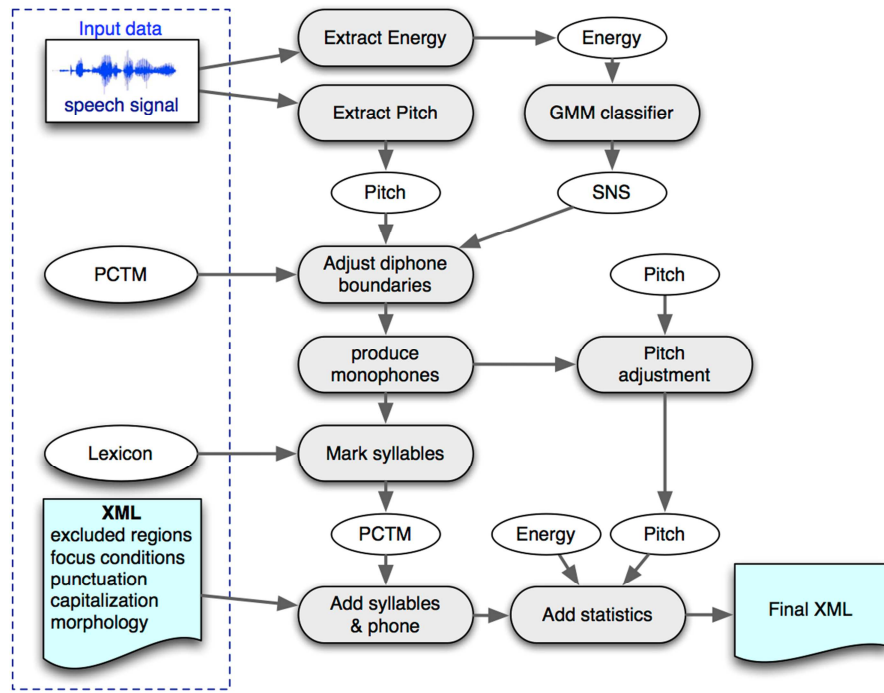 Input data
speech signal
Extract Energy
Energy
Extract Pitch
GMM classifier
Pitch
SNS
PCTM
Adjust diphone
boundaries
Pitch
produce
monophones
Pitch
adjustment
Lexicon
Mark syllables
XML
excluded regions
focus conditions
punctuation
capitalization
morphology
PCTM
Energy
Pitch
Add syllables
& phone
Add statistics
Final XML